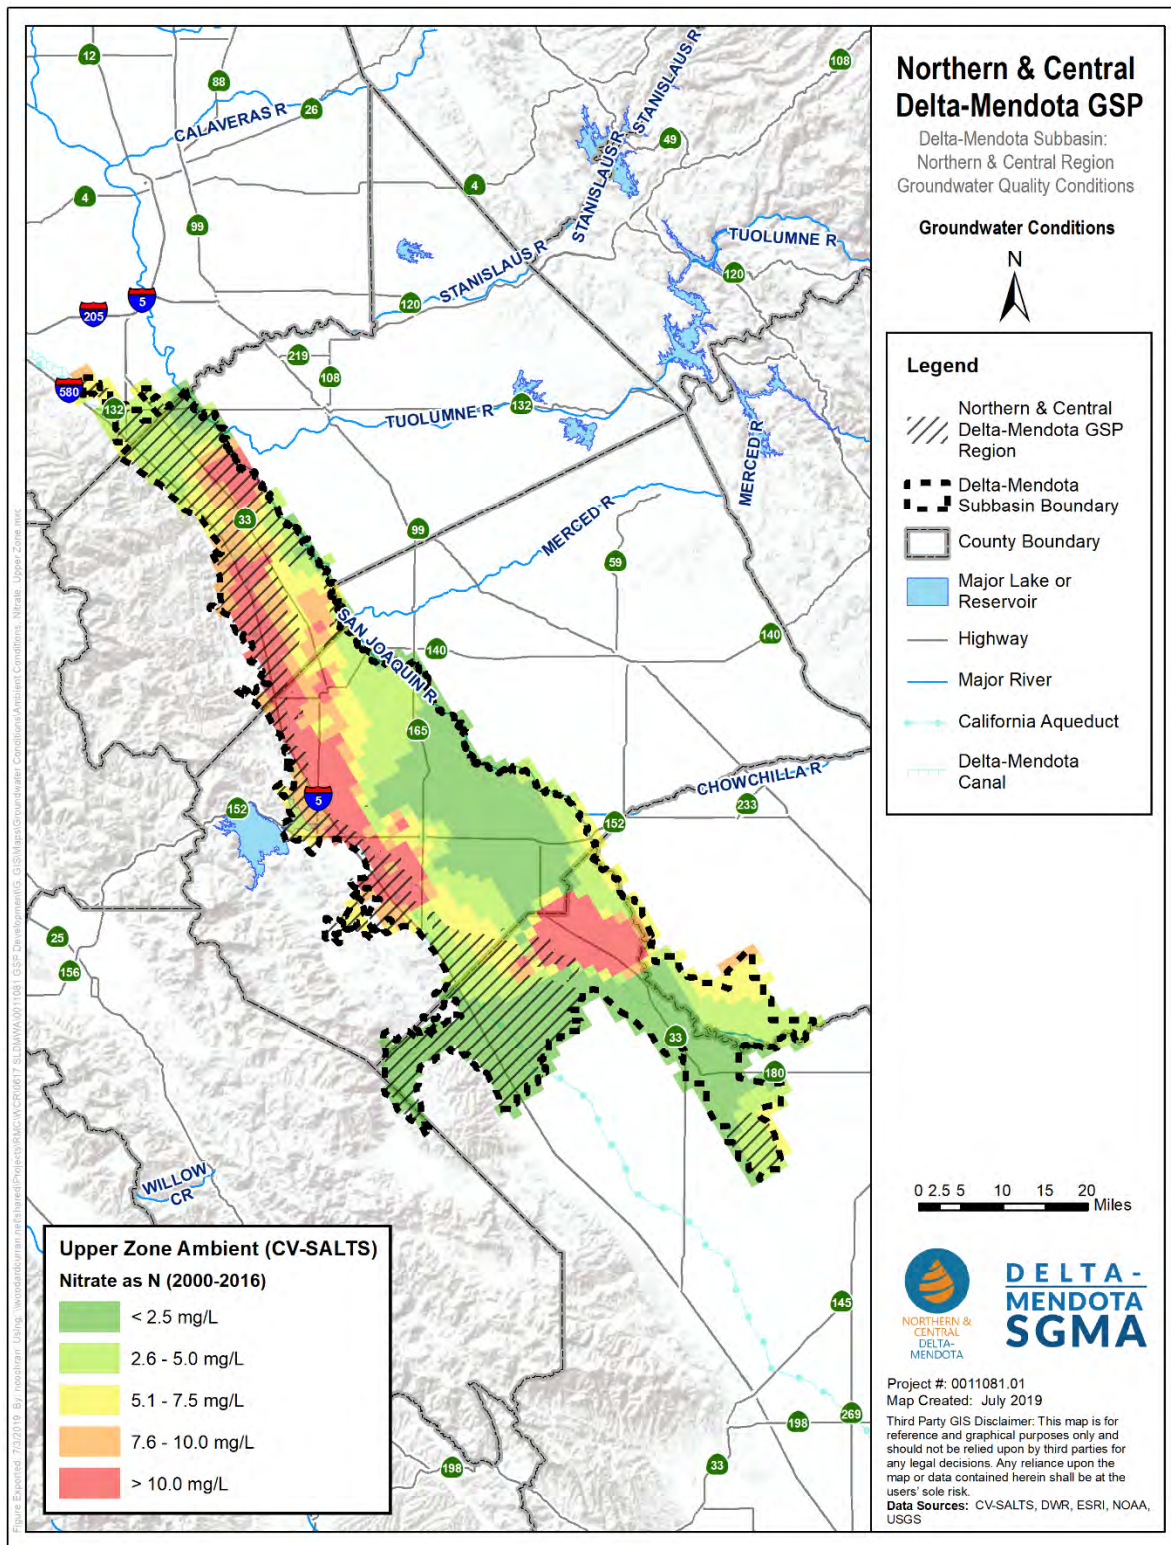 Northern & Central
Delta-Mendota GSP
Delta-Mendota Subbasin:
Northern & Central Region
Groundwater Quality Conditions
Groundwater Conditions
N
Legend
Northern & Central
Delta-Mendota GSP
Region
Delta-Mendota
Subbasin Boundary
County Boundary
Major Lake or
Reservoir
Highway
Major River
California Aqueduct
Delta-Mendota
Canal
0 2.5 5 10 15 20
Miles
NORTHERN &
CENTRAL
DELTA-
MENDOTA
DELTA-
MENDOTA
SGMA
Project #: 0011081.01
Map Created: July 2019
Third Party GIS Disclaimer: This map is for
reference and graphical purposes only and
should not be relied upon by third parties for
any legal decisions. Any reliance upon the
map or data contained herein shall be at the
users' sole risk.
Data Sources: CV-SALTS, DWR, ESRI, NOAA,
USGS
12
88
26
108
CALAVERAS R
STANISLAUS R
49
4
4
STANISLAUS R
99
TUOLUMNE R
STANISLAUS R
120
5
205
120
219
108
580
132
132
TUOLUMNE R
MERCED R
33
99
MERCED R
59
SAN JOAQUIN R
140
140
165
CHOWCHILLA R
5
152
152
233
25
156
33
180
WILLOW
CR
145
269
198
33
198
Upper Zone Ambient (CV-SALTS)
Nitrate as N (2000-2016)
< 2.5 mg/L
2.6 - 5.0 mg/L
5.1 - 7.5 mg/L
7.6 - 10.0 mg/L
> 10.0 mg/L